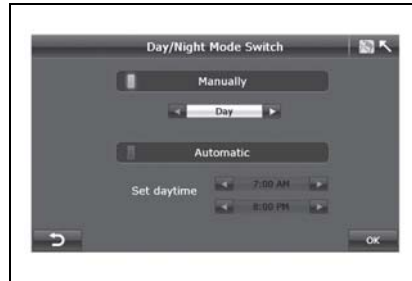 Day/Night Mode Switch
Manually
Day
Automatic
Set daytime
7:00 AM
8:00 PM
OK